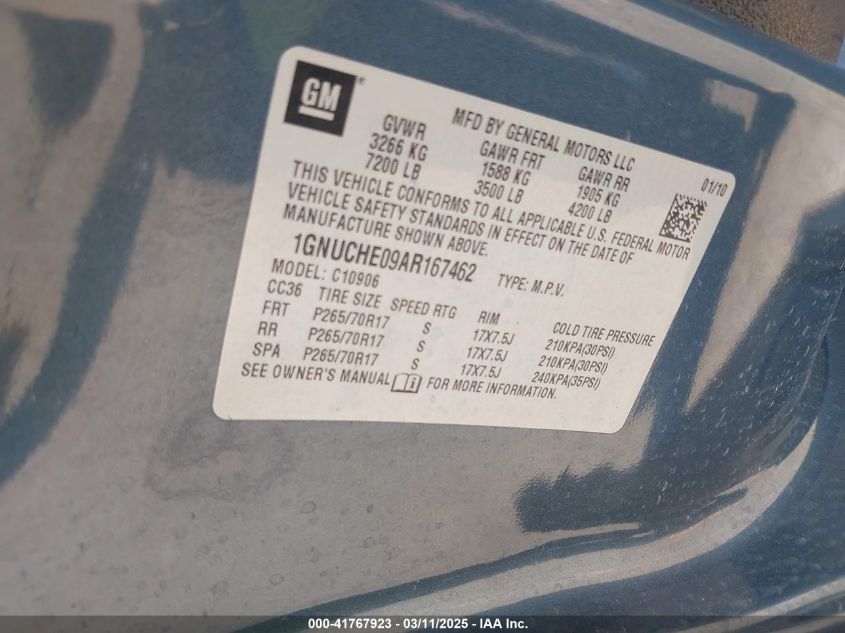 GM
MFD BY GENERAL MOTORS LLC 01/10
GVWR GAWR FRT GAWR RR
3266 KG 1588 KG 1905 KG
7200 LB 3500 LB 4200 LB
THIS VEHICLE CONFORMS TO ALL APPLICABLE U.S. FEDERAL MOTOR
VEHICLE SAFETY STANDARDS IN EFFECT ON THE DATE OF
MANUFACTURE SHOWN ABOVE.
1GNUCHE09AR167462 TYPE: M.P.V.
MODEL: C10906
CC36 TIRE SIZE SPEED RTG RIM COLD TIRE PRESSURE
FRT P265/70R17 S 17X7.5J 210KPA(30PSI)
RR P265/70R17 S 17X7.5J 210KPA(30PSI)
SPA P265/70R17 S 17X7.5J 240KPA(35PSI)
SEE OWNER'S MANUAL FOR MORE INFORMATION.
000-41767923 - 03/11/2025 - IAA Inc.